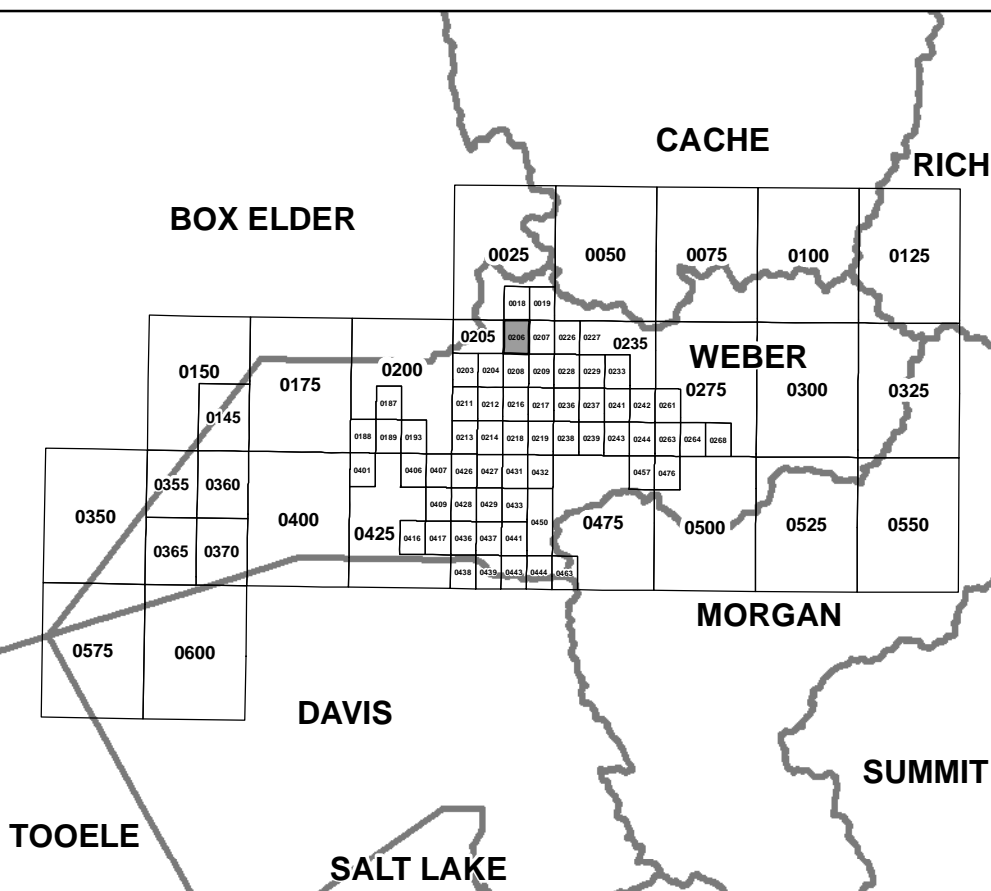 CACHE
RICH
BOX ELDER
0025 0050 0075 0100 0125
0018 0019
0205 0206 0207 0226 0227 0235
WEBER
0150 0175 0200
0203 0204 0208 0209 0228 0229 0233
0275 0300 0325
0145 0187
0211 0212 0216 0217 0236 0237 0241 0242 0261
0188 0189 0193 0213 0214 0218 0219 0238 0239 0243 0244 0263 0264 0268
0401 0406 0407 0426 0427 0431 0432 0457 0476
0355 0360
0409 0428 0429 0433
0350 0400 0425 0450 0475 0500 0525 0550
0416 0417 0436 0437 0441
0365 0370
0438 0439 0443 0444 0463
MORGAN
0575 0600
DAVIS
SUMMIT
TOOELE
SALT LAKE